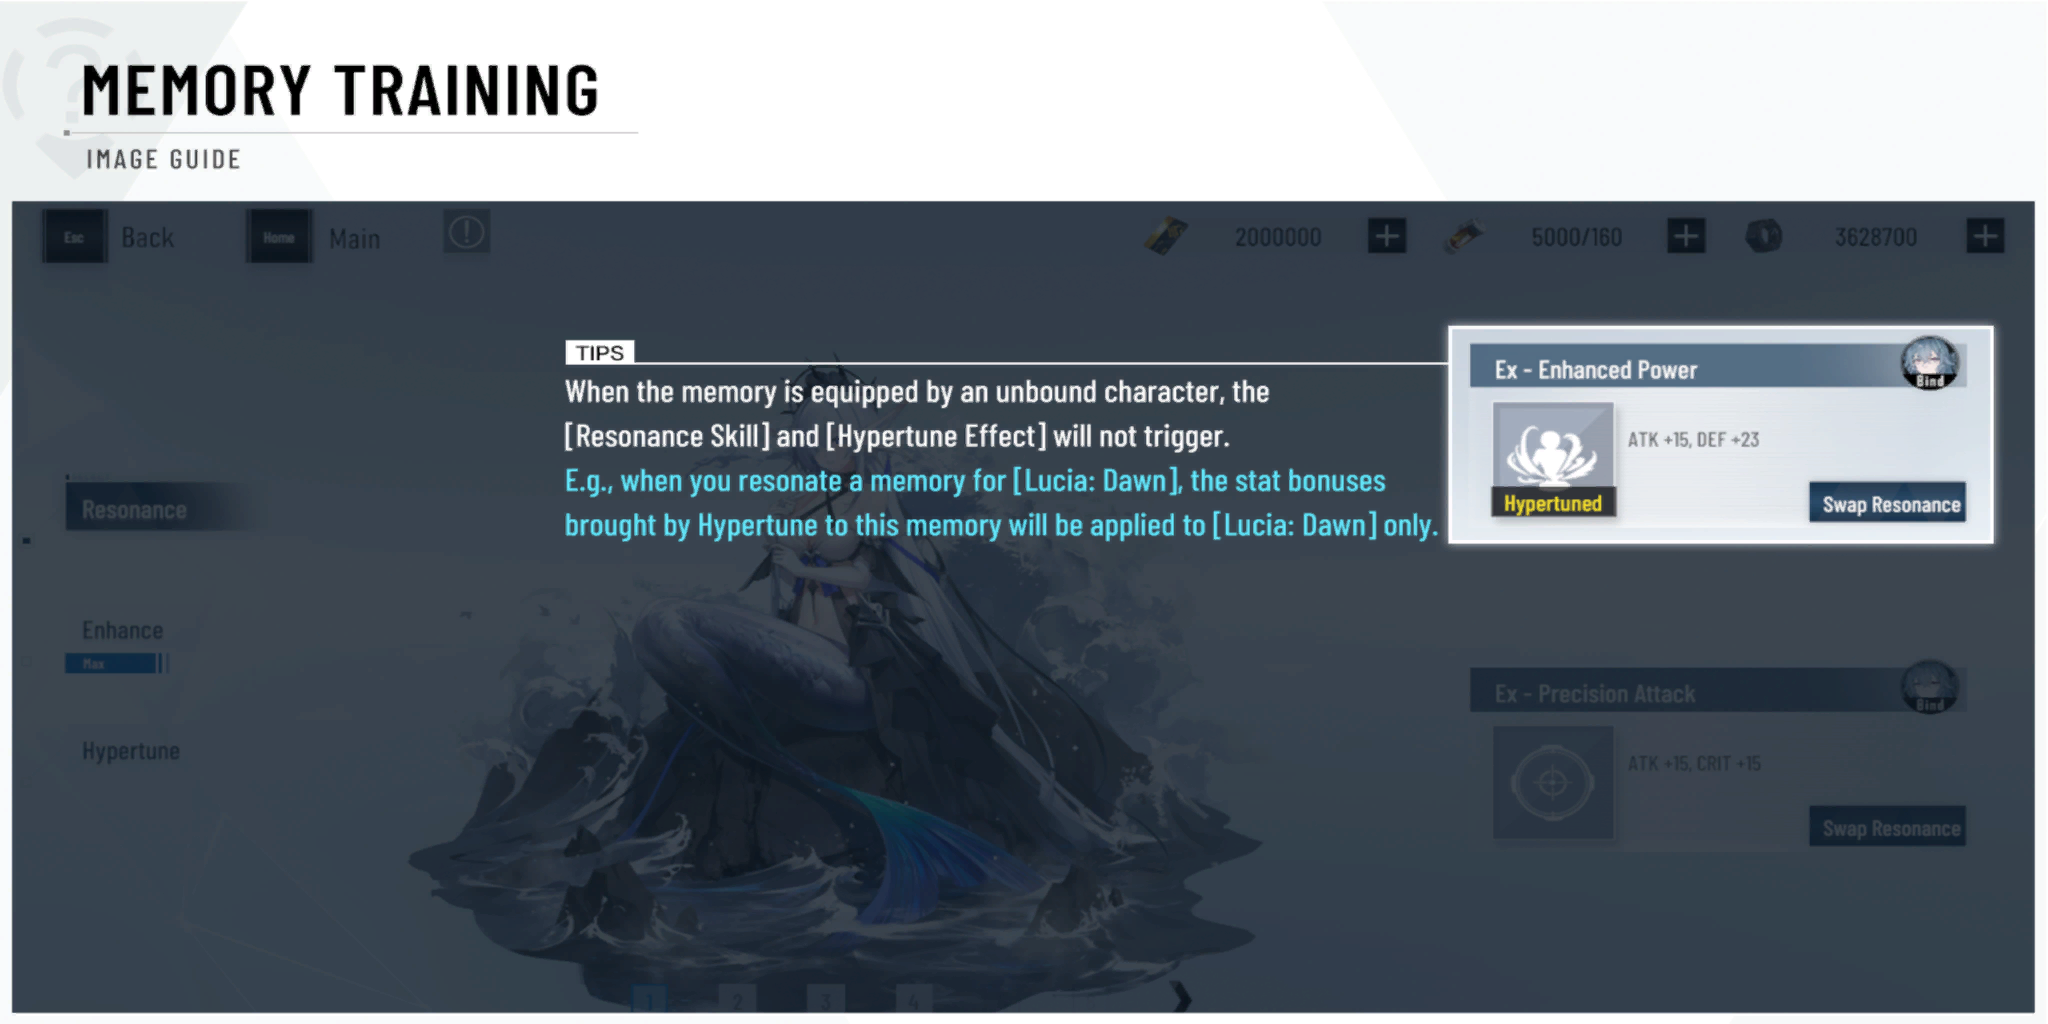 MEMORY TRAINING
IMAGE GUIDE
Esc Back Home Main 2000000 5000/160 3628700
TIPS
When the memory is equipped by an unbound character, the
[Resonance Skill] and [Hypertune Effect] will not trigger.
E.g., when you resonate a memory for [Lucia: Dawn], the stat bonuses
brought by Hypertune to this memory will be applied to [Lucia: Dawn] only.
Ex - Enhanced Power
Bind
ATK +15, DEF +23
Hypertuned
Swap Resonance
Resonance
Enhance
Max
Hypertune
Ex - Precision Attack
Bind
ATK +15, CRIT +15
Swap Resonance
1 2 3 4